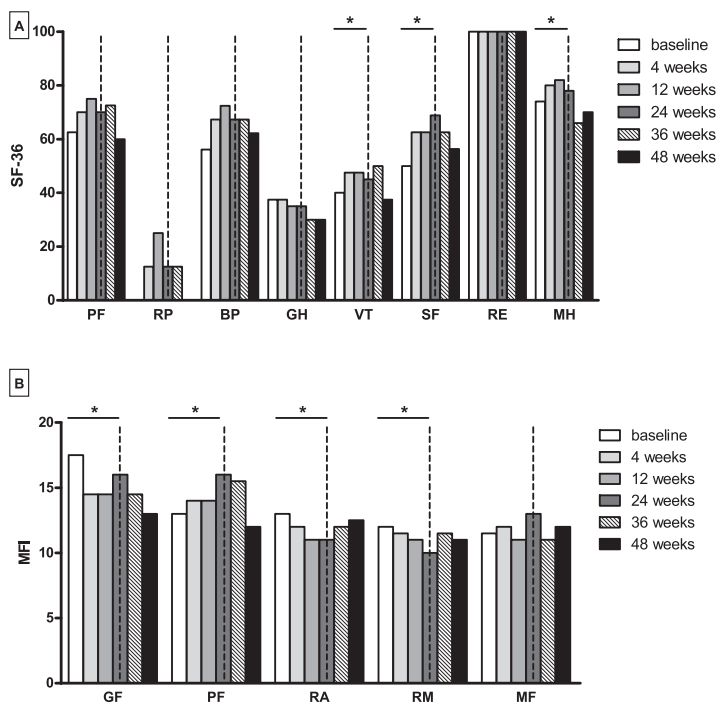 A
SF-36
100
80
60
40
20
0
* * *
PF RP BP GH VT SF RE MH
baseline
4 weeks
12 weeks
24 weeks
36 weeks
48 weeks
B
MFI
20
15
10
5
0
* * * *
GF PF RA RM MF
baseline
4 weeks
12 weeks
24 weeks
36 weeks
48 weeks